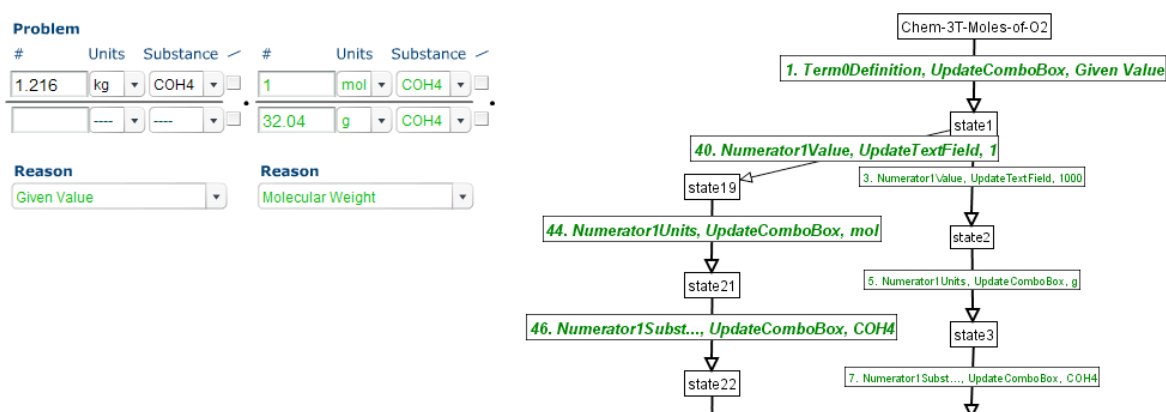 Problem
# Units Substance # Units Substance
1.216 kg COH4 1 mol COH4
---- ---- 32.04 g COH4
Reason Reason
Given Value Molecular Weight
Chem-3T-Moles-of-O2
1. Term0Definition, UpdateComboBox, Given Value
state1
40. Numerator1Value, UpdateTextField, 1
3. Numerator1Value, UpdateTextField, 1000
state19
44. Numerator1Units, UpdateComboBox, mol
state2
5. Numerator1Units, UpdateComboBox, g
state21
46. Numerator1Subst..., UpdateComboBox, COH4
state3
7. Numerator1Subst..., UpdateComboBox, COH4
state22